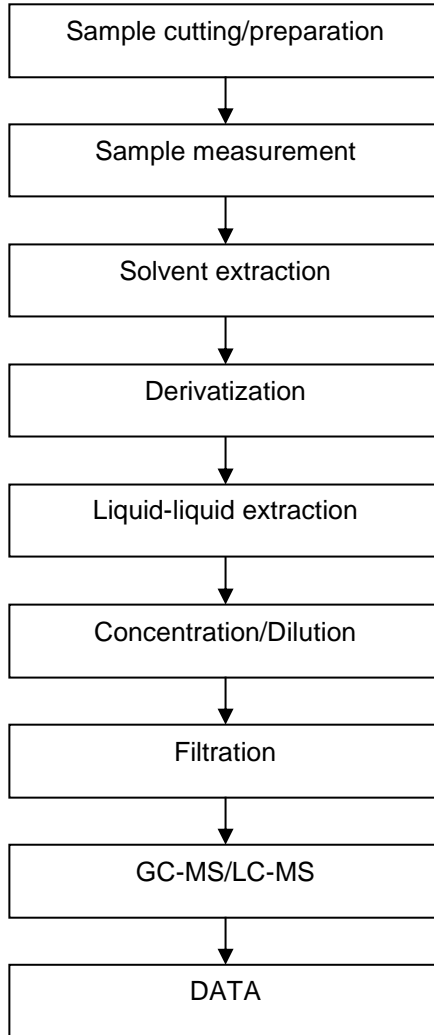 Sample cutting/preparation
Sample measurement
Solvent extraction
Derivatization
Liquid-liquid extraction
Concentration/Dilution
Filtration
GC-MS/LC-MS
DATA